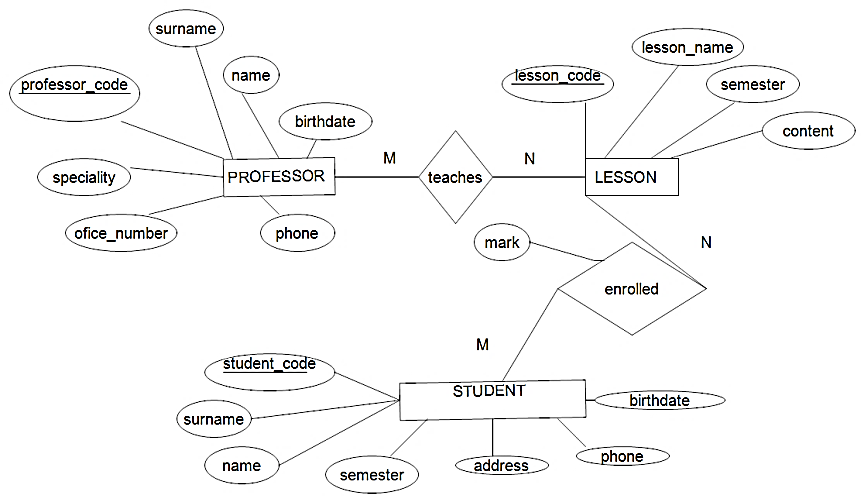 surname
professor_code
name
birthdate
speciality
PROFESSOR
ofice_number
phone
M
teaches
N
lesson_name
lesson_code
semester
content
LESSON
mark
N
enrolled
M
student_code
STUDENT
surname
birthdate
name
semester
address
phone